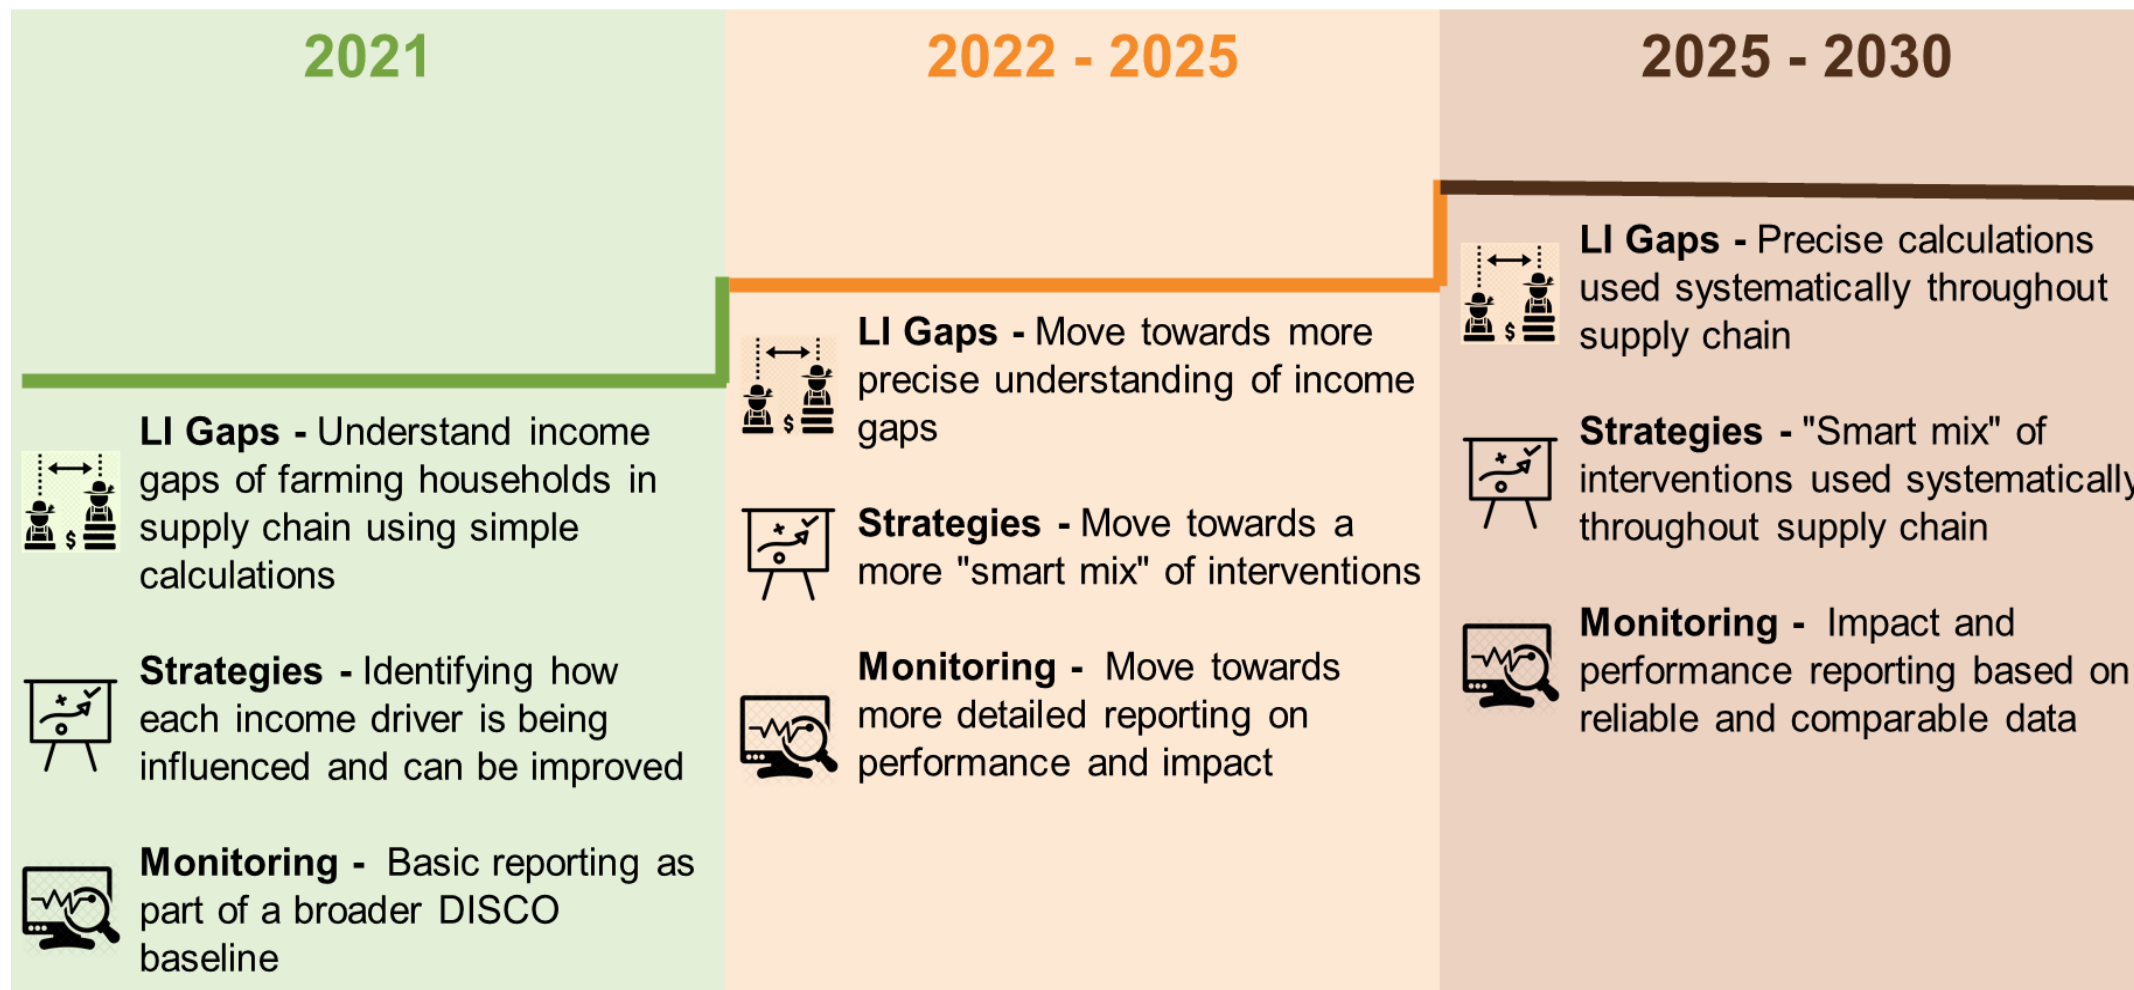 2021
LI Gaps - Understand income
gaps of farming households in
supply chain using simple
calculations
Strategies - Identifying how
each income driver is being
influenced and can be improved
Monitoring - Basic reporting as
part of a broader DISCO
baseline
2022 - 2025
LI Gaps - Move towards more
precise understanding of income
gaps
Strategies - Move towards a
more "smart mix" of interventions
Monitoring - Move towards
more detailed reporting on
performance and impact
2025 - 2030
LI Gaps - Precise calculations
used systematically throughout
supply chain
Strategies - "Smart mix" of
interventions used systematically
throughout supply chain
Monitoring - Impact and
performance reporting based on
reliable and comparable data